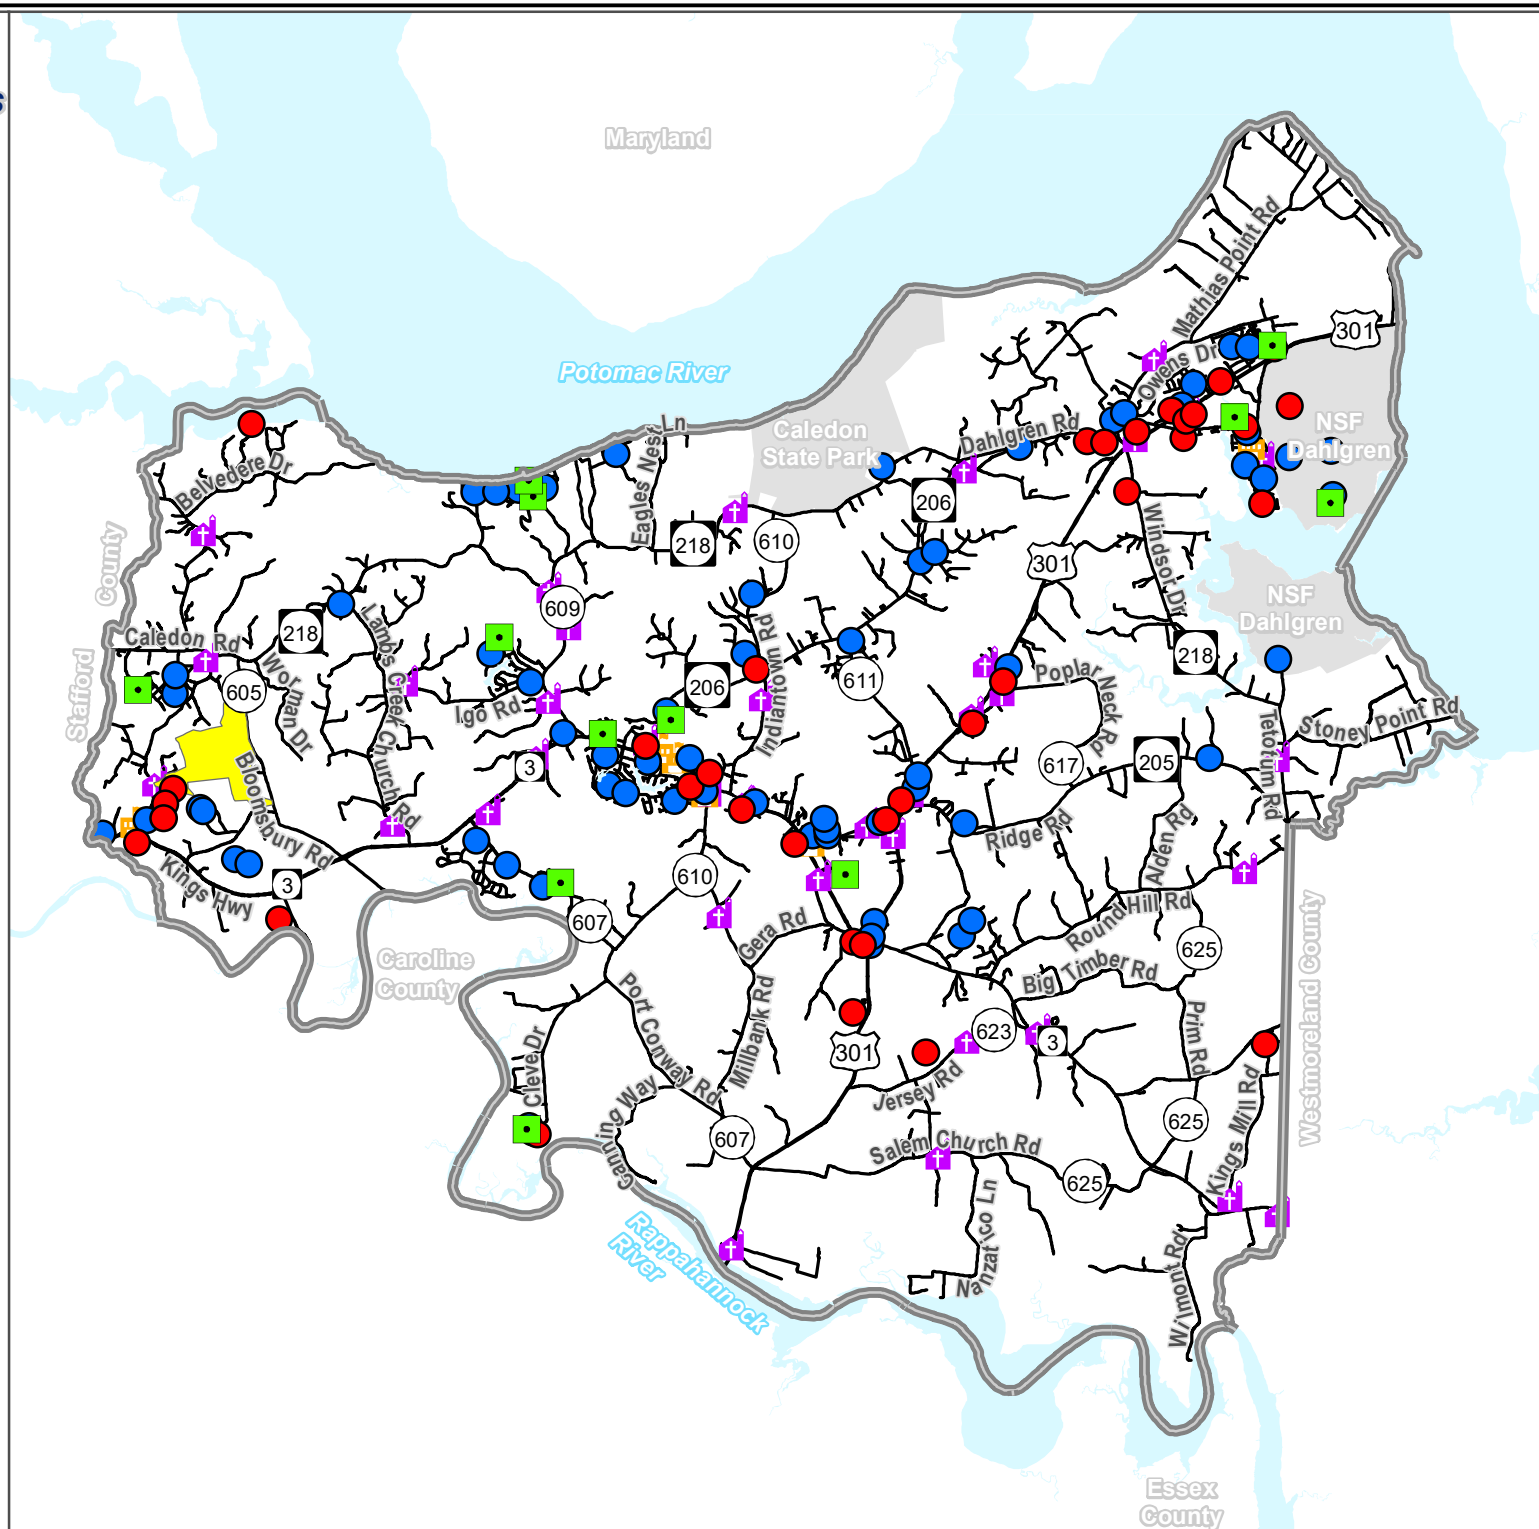 s
Maryland
Mathias Point Rd
301
Potomac River
Owens Dr
Eagles Nest Ln
Caledon
State Park
Dahlgren Rd
NSF
Dahlgren
Belvedere Dr
206
218
610
301
Windsor Dr
County
Stafford
609
NSF
Dahlgren
Caledon Rd
218
Lambs Creek Church Rd
Indiantown Rd
218
605
Worman Dr
206
611
Poplar Neck Rd
Igo Rd
Stoney Point Rd
Tetotum Rd
3
617
205
Bloomsbury Rd
Ridge Rd
Alden Rd
Kings Hwy
3
610
607
Gera Rd
Round Hill Rd
625
Westmoreland County
Caroline
County
Big Timber Rd
Port Conway Rd
Millbank Rd
623
3
Prim Rd
301
Cleve Dr
Jersey Rd
Kings Mill Rd
Canning Way
607
625
Salem Church Rd
625
Nanzatico Ln
Wilmont Rd
Rappahannock
River
Essex
County